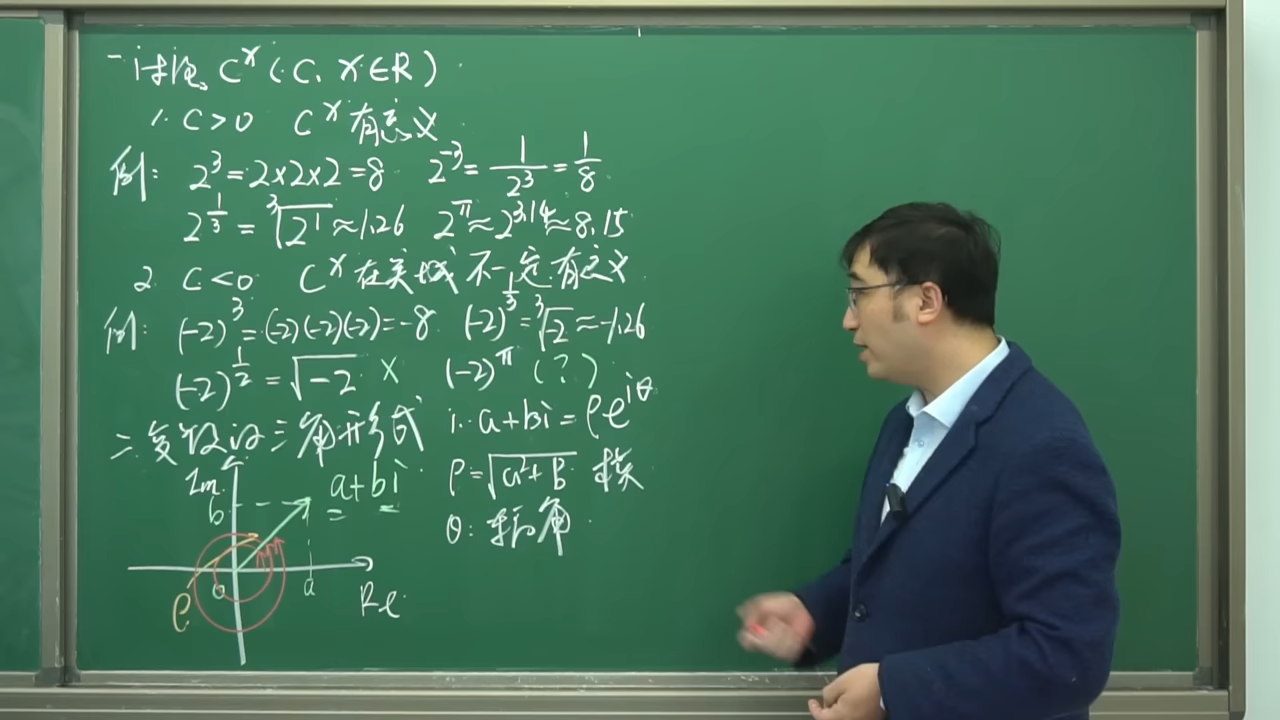 一 讨论 C^x (C、x∈R)
1. C>0 C^x 有意义
例: 2^3=2×2×2=8 2^-3=1/2^3=1/8
2^(1/3)=∛2^1≈1.26 2^π≈2^3.14≈8.15
2. C<0 C^x 在实域不一定有意义
例: (-2)^3=(-2)(-2)(-2)=-8 (-2)^(1/3)=∛-2≈-1.26
(-2)^(1/2)=√-2 × (-2)^π (?)
二 复数的三角形式
1. a+bi=ρe^iθ
ρ=√a²+b² 模
θ: 辐角
Im
b
a+bi
0
a
Re
ρ